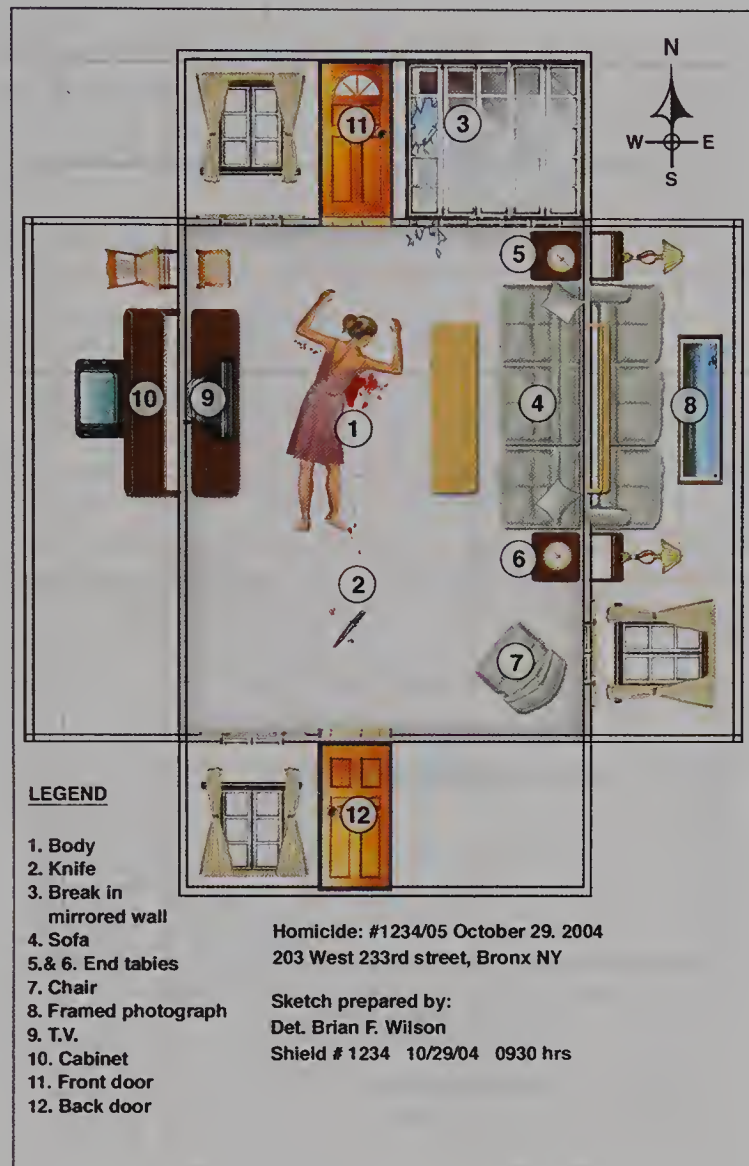 N
W E
S
11
3
5
10
9
4
8
1
6
2
7
12
LEGEND
1. Body
2. Knife
3. Break in
mirrored wall
4. Sofa
5.& 6. End tabies
7. Chair
8. Framed photograph
9. T.V.
10. Cabinet
11. Front door
12. Back door
Homicide: #1234/05 October 29. 2004
203 West 233rd street, Bronx NY
Sketch prepared by:
Det. Brian F. Wilson
Shield # 1234 10/29/04 0930 hrs